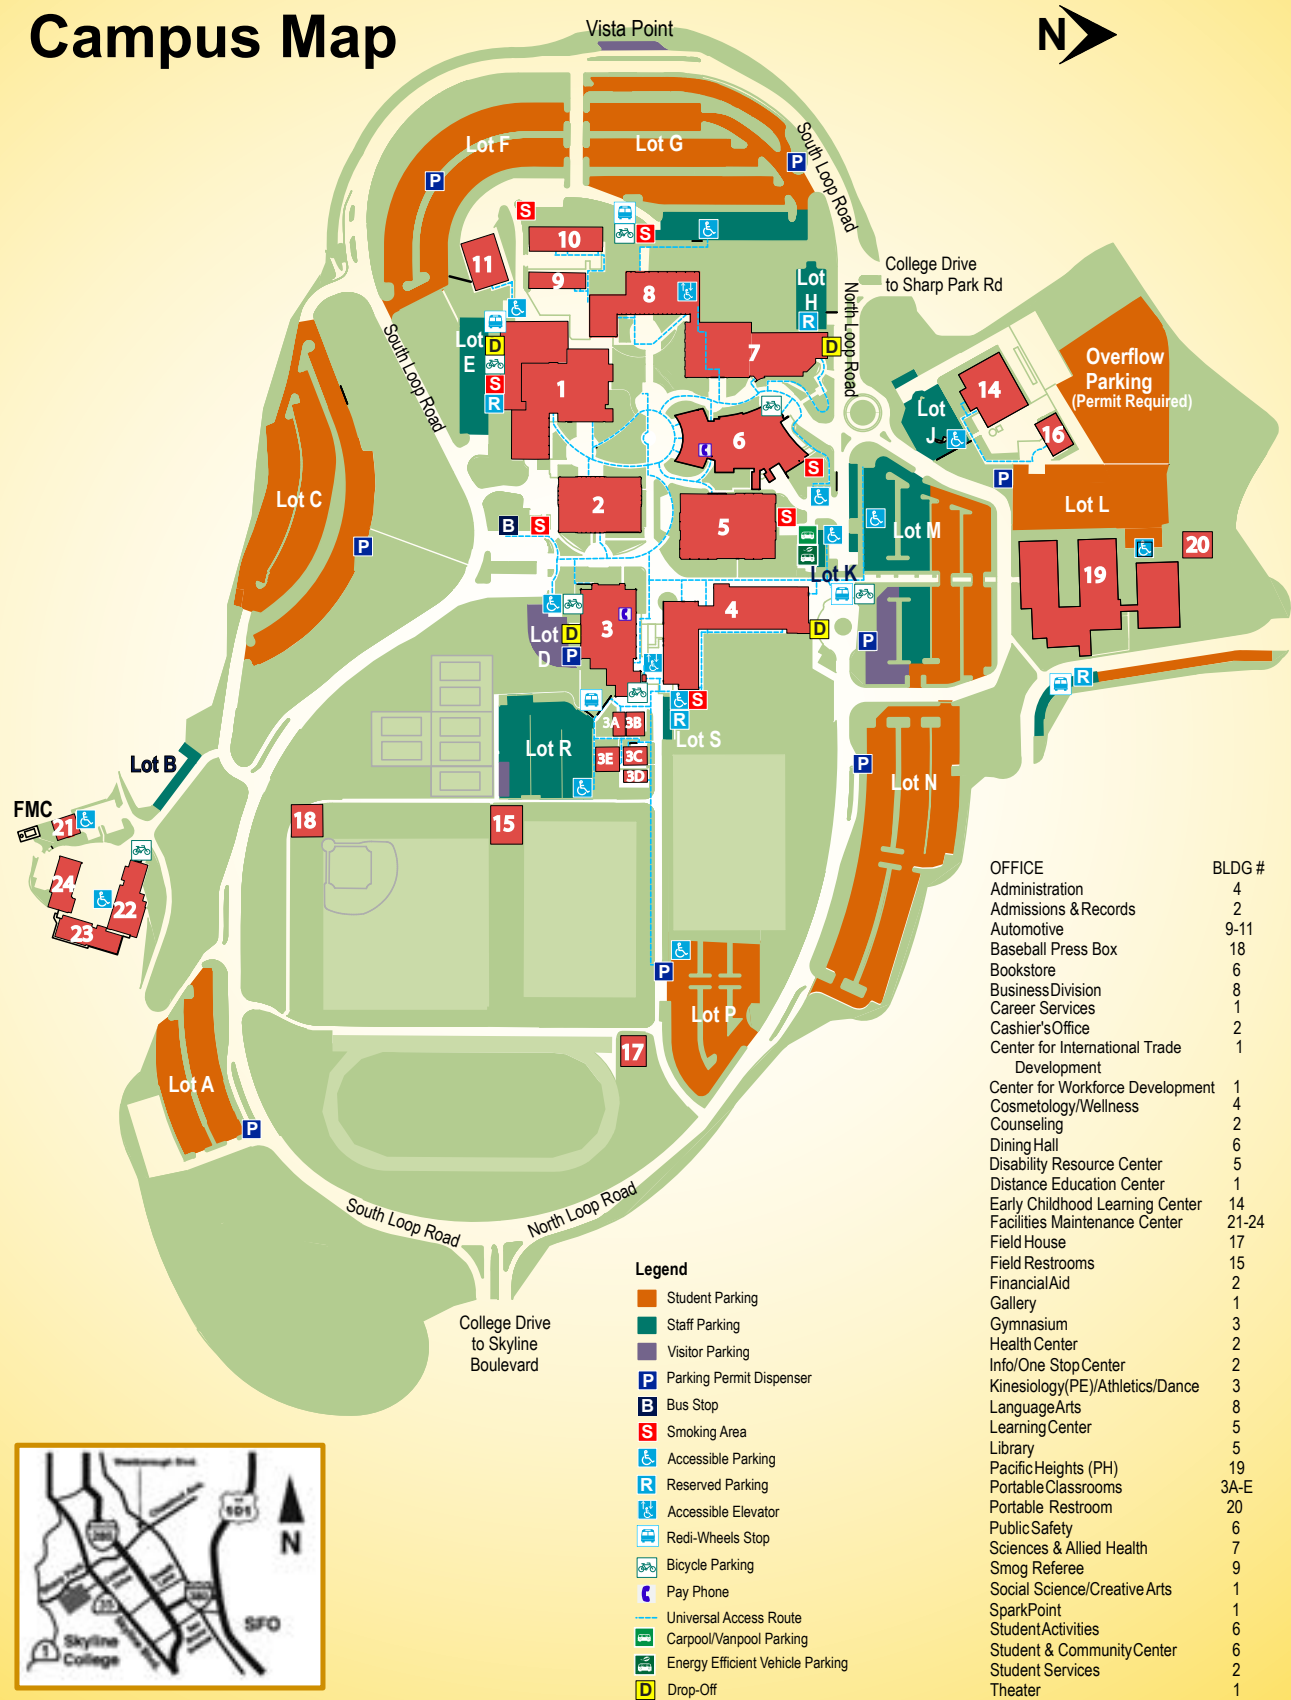 Campus Map
Vista Point
N
South Loop Road
Lot F
Lot G
P
P
S
S
10
11
9
8
College Drive
to Sharp Park Rd
Lot
H
R
North Loop Road
South Loop Road
Lot
E
D
S
R
1
7
D
Overflow
Parking
(Permit Required)
14
Lot
J
16
6
S
Lot C
P
2
B
S
5
S
P
Lot L
Lot M
20
19
Lot K
Lot
D
D
P
3
4
D
P
R
3A
3B
3C
3D
3E
S
R
Lot S
Lot R
P
Lot N
Lot B
FMC
21
24
22
23
18
15
P
Lot P
17
Lot A
P
South Loop Road
North Loop Road
College Drive
to Skyline
Boulevard
Legend
Student Parking
Staff Parking
Visitor Parking
P Parking Permit Dispenser
B Bus Stop
S Smoking Area
Accessible Parking
R Reserved Parking
Accessible Elevator
Redi-Wheels Stop
Bicycle Parking
Pay Phone
Universal Access Route
Carpool/Vanpool Parking
Energy Efficient Vehicle Parking
D Drop-Off
OFFICE BLDG #
Administration 4
Admissions & Records 2
Automotive 9-11
Baseball Press Box 18
Bookstore 6
Business Division 8
Career Services 1
Cashier's Office 2
Center for International Trade 1
Development
Center for Workforce Development 1
Cosmetology/Wellness 4
Counseling 2
Dining Hall 6
Disability Resource Center 5
Distance Education Center 1
Early Childhood Learning Center 14
Facilities Maintenance Center 21-24
Field House 17
Field Restrooms 15
Financial Aid 2
Gallery 1
Gymnasium 3
Health Center 2
Info/One Stop Center 2
Kinesiology(PE)/Athletics/Dance 3
Language Arts 8
Learning Center 5
Library 5
Pacific Heights (PH) 19
Portable Classrooms 3A-E
Portable Restroom 20
Public Safety 6
Sciences & Allied Health 7
Smog Referee 9
Social Science/Creative Arts 1
SparkPoint 1
Student Activities 6
Student & Community Center 6
Student Services 2
Theater 1
Westborough Blvd.
101
280
N
35
380
SFO
Skyline Blvd.
1
Skyline
College